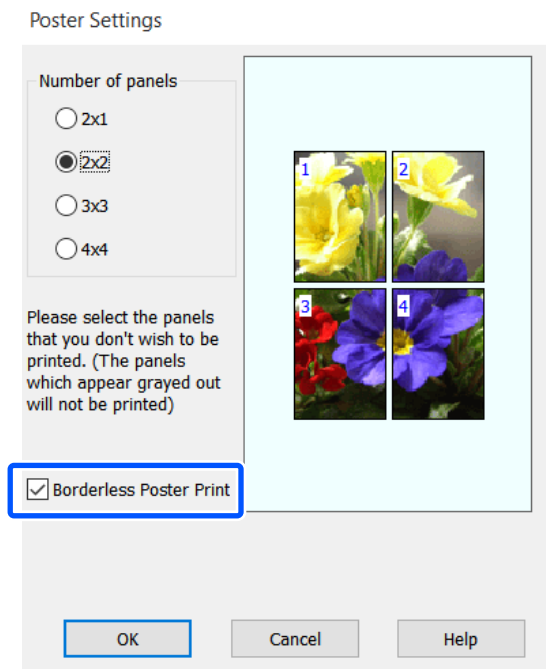 Poster Settings
Number of panels
2x1
2x2
3x3
4x4
1
2
3
4
Please select the panels
that you don't wish to be
printed. (The panels
which appear grayed out
will not be printed)
Borderless Poster Print
OK
Cancel
Help